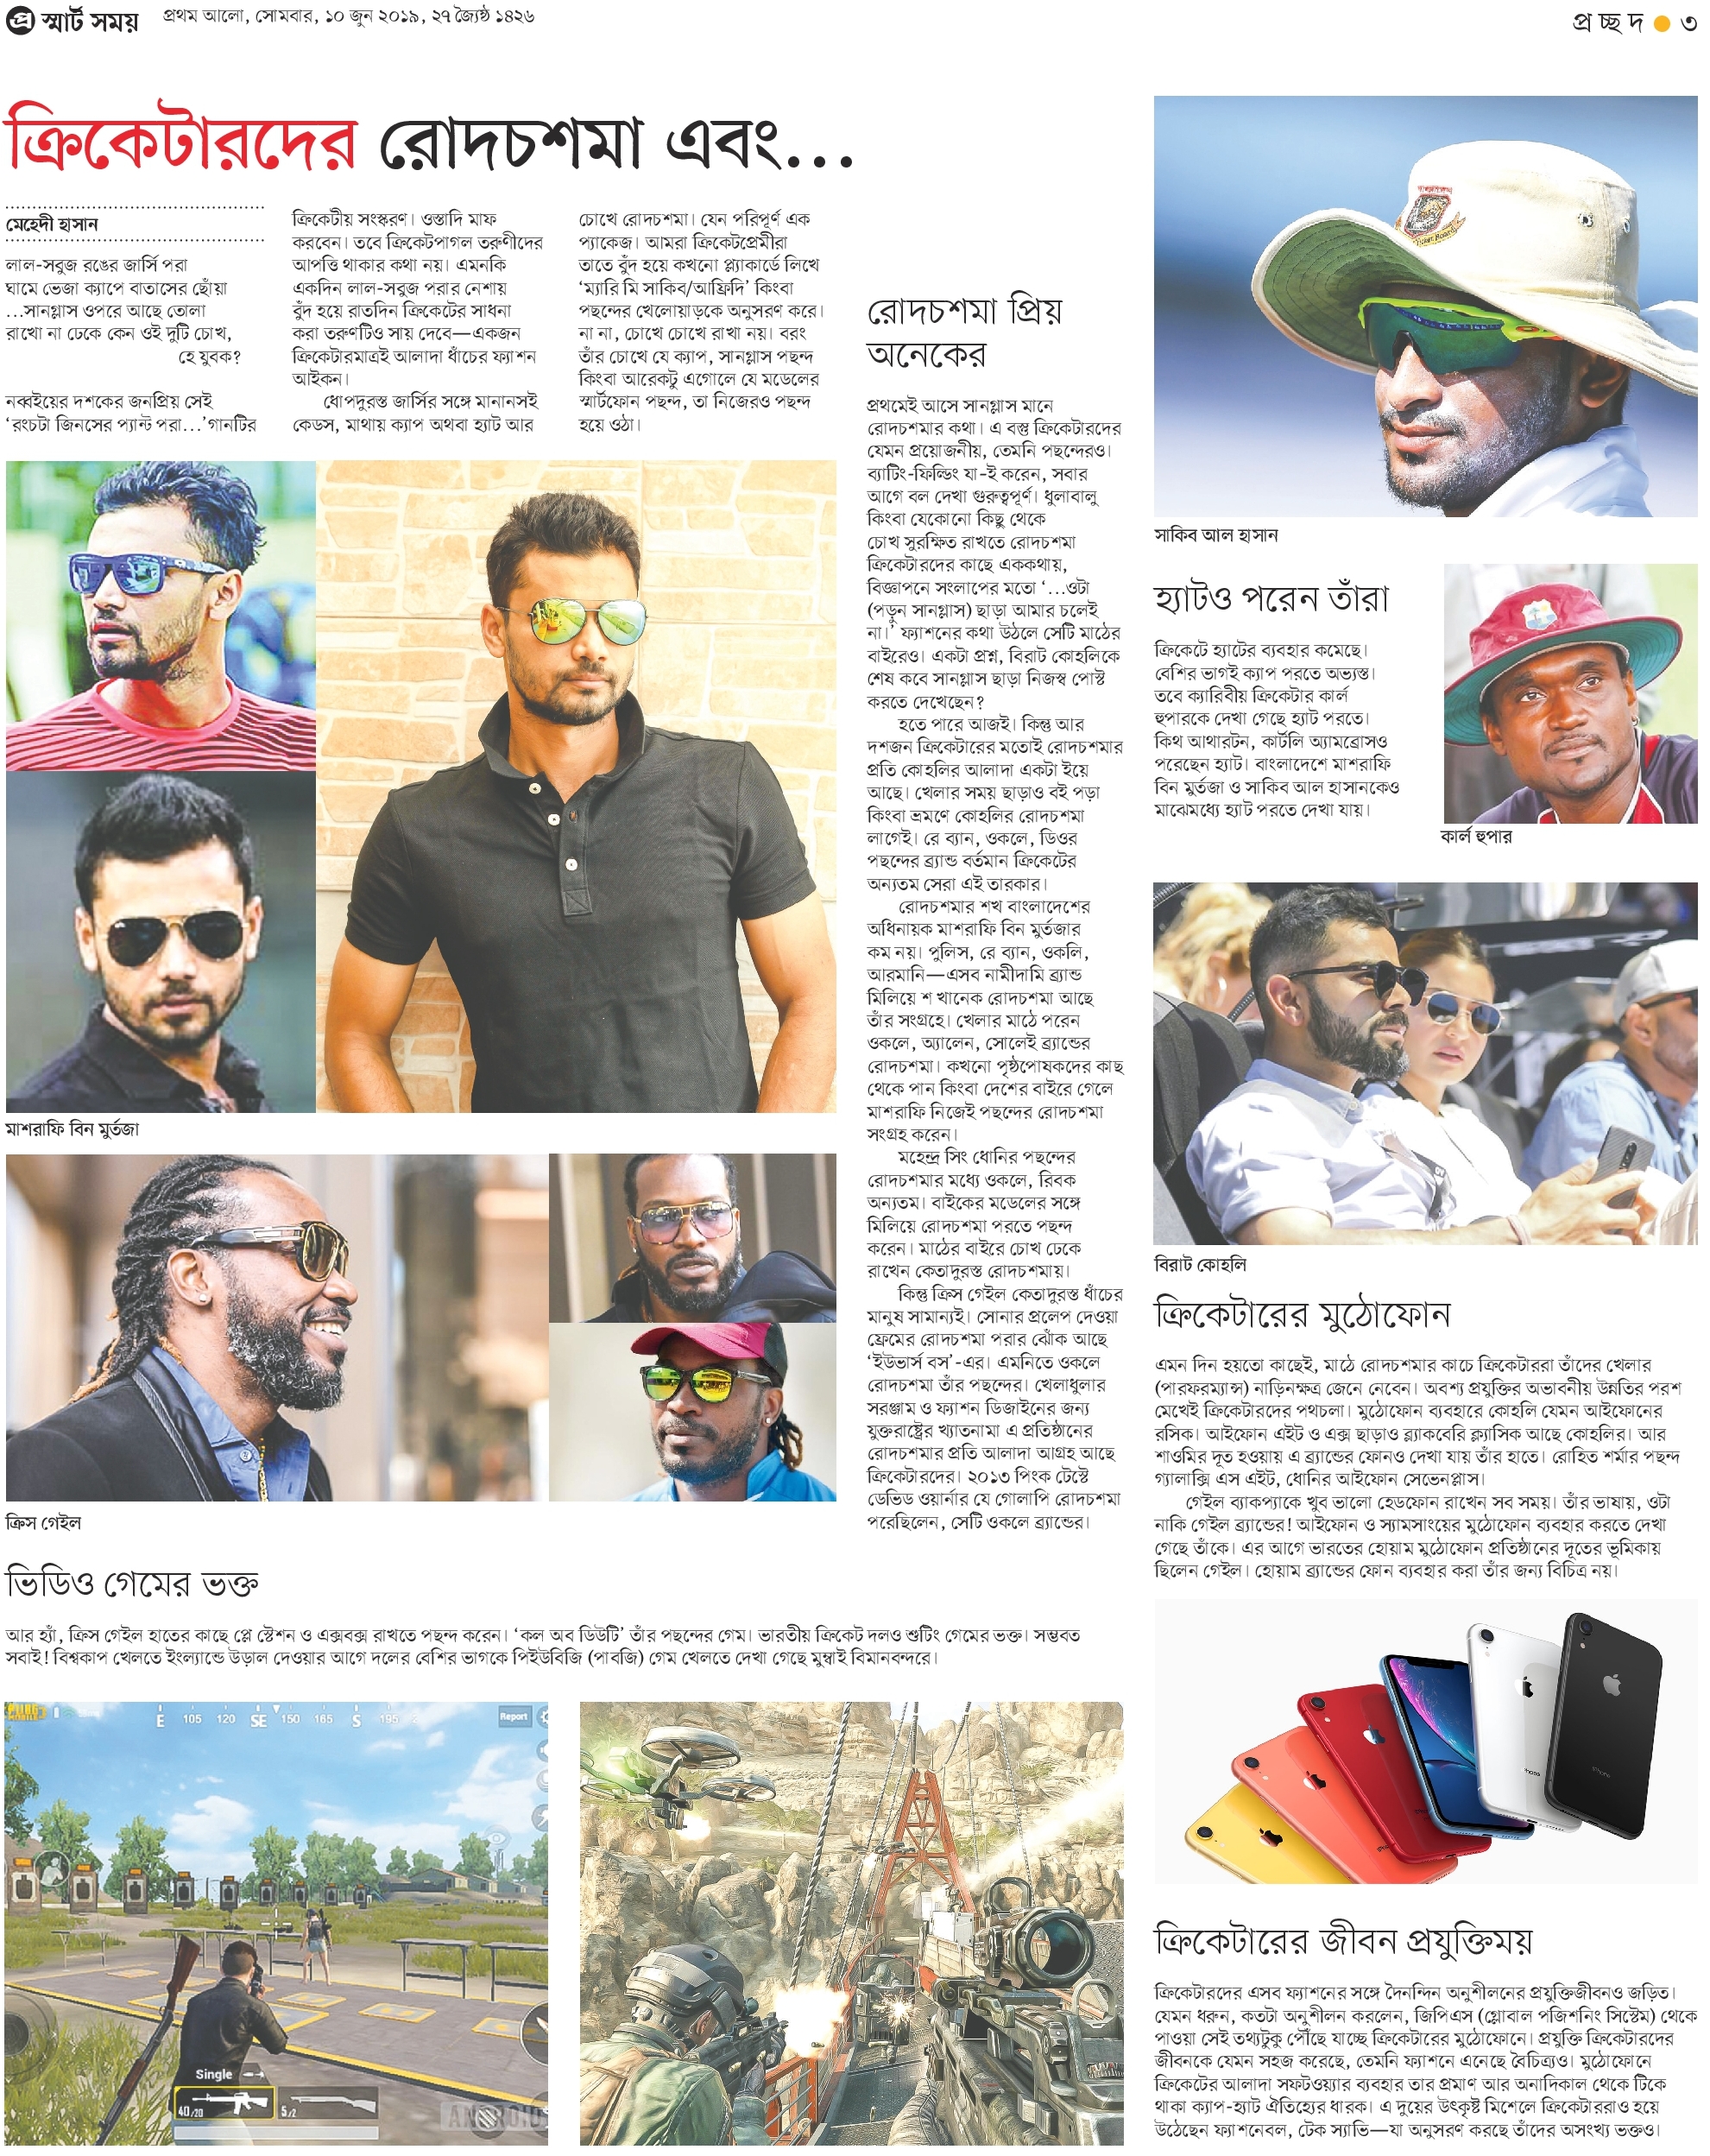 প্র স্মার্ট সময়
প্রথম আলো, সোমবার, ১০ জুন ২০১৯, ২৭ জ্যৈষ্ঠ ১৪২৬
প্রচ্ছদ ● ৩
ক্রিকেটারদের রোদচশমা এবং...
মেহেদী হাসান
লাল-সবুজ রঙের জার্সি পরা
ঘামে ভেজা ক্যাপে বাতাসের ছোঁয়া
...সানগ্লাস ওপরে আছে তোলা
রাখো না ঢেকে কেন ওই দুটি চোখ,
হে যুবক?
নব্বইয়ের দশকের জনপ্রিয় সেই
‘রংচটা জিনসের প্যান্ট পরা...’গানটির
ক্রিকেটীয় সংস্করণ। ওস্তাদি মাফ
করবেন। তবে ক্রিকেটপাগল তরুণীদের
আপত্তি থাকার কথা নয়। এমনকি
একদিন লাল-সবুজ পরার নেশায়
বুঁদ হয়ে রাতদিন ক্রিকেটের সাধনা
করা তরুণটিও সায় দেবে—একজন
ক্রিকেটারমাত্রই আলাদা ধাঁচের ফ্যাশন
আইকন।
ধোপদুরস্ত জার্সির সঙ্গে মানানসই
কেডস, মাথায় ক্যাপ অথবা হ্যাট আর
চোখে রোদচশমা। যেন পরিপূর্ণ এক
প্যাকেজ। আমরা ক্রিকেটপ্রেমীরা
তাতে বুঁদ হয়ে কখনো প্ল্যাকার্ডে লিখে
‘ম্যারি মি সাকিব/আফ্রিদি’ কিংবা
পছন্দের খেলোয়াড়কে অনুসরণ করে।
না না, চোখে চোখে রাখা নয়। বরং
তাঁর চোখে যে ক্যাপ, সানগ্লাস পছন্দ
কিংবা আরেকটু এগোলে যে মডেলের
স্মার্টফোন পছন্দ, তা নিজেরও পছন্দ
হয়ে ওঠা।
মাশরাফি বিন মুর্তজা
ক্রিস গেইল
রোদচশমা প্রিয়
অনেকের
প্রথমেই আসে সানগ্লাস মানে
রোদচশমার কথা। এ বস্তু ক্রিকেটারদের
যেমন প্রয়োজনীয়, তেমনি পছন্দেরও।
ব্যাটিং-ফিল্ডিং যা-ই করেন, সবার
আগে বল দেখা গুরুত্বপূর্ণ। ধুলাবালু
কিংবা যেকোনো কিছু থেকে
চোখ সুরক্ষিত রাখতে রোদচশমা
ক্রিকেটারদের কাছে এককথায়,
বিজ্ঞাপনে সংলাপের মতো ‘...ওটা
(পড়ুন সানগ্লাস) ছাড়া আমার চলেই
না।’ ফ্যাশনের কথা উঠলে সেটি মাঠের
বাইরেও। একটা প্রশ্ন, বিরাট কোহলিকে
শেষ কবে সানগ্লাস ছাড়া নিজস্ব পোস্ট
করতে দেখেছেন?
হতে পারে আজই। কিন্তু আর
দশজন ক্রিকেটারের মতোই রোদচশমার
প্রতি কোহলির আলাদা একটা ইয়ে
আছে। খেলার সময় ছাড়াও বই পড়া
কিংবা ভ্রমণে কোহলির রোদচশমা
লাগেই। রে ব্যান, ওকলে, ডিওর
পছন্দের ব্র্যান্ড বর্তমান ক্রিকেটের
অন্যতম সেরা এই তারকার।
রোদচশমার শখ বাংলাদেশের
অধিনায়ক মাশরাফি বিন মুর্তজার
কম নয়। পুলিস, রে ব্যান, ওকলি,
আরমানি—এসব নামীদামি ব্র্যান্ড
মিলিয়ে শ খানেক রোদচশমা আছে
তাঁর সংগ্রহে। খেলার মাঠে পরেন
ওকলে, অ্যালেন, সোলেই ব্র্যান্ডের
রোদচশমা। কখনো পৃষ্ঠপোষকদের কাছ
থেকে পান কিংবা দেশের বাইরে গেলে
মাশরাফি নিজেই পছন্দের রোদচশমা
সংগ্রহ করেন।
মহেন্দ্র সিং ধোনির পছন্দের
রোদচশমার মধ্যে ওকলে, রিবক
অন্যতম। বাইকের মডেলের সঙ্গে
মিলিয়ে রোদচশমা পরতে পছন্দ
করেন। মাঠের বাইরে চোখ ঢেকে
রাখেন কেতাদুরস্ত রোদচশমায়।
কিন্তু ক্রিস গেইল কেতাদুরস্ত ধাঁচের
মানুষ সামান্যই। সোনার প্রলেপ দেওয়া
ফ্রেমের রোদচশমা পরার ঝোঁক আছে
‘ইউভার্স বস’-এর। এমনিতে ওকলে
রোদচশমা তাঁর পছন্দের। খেলাধুলার
সরঞ্জাম ও ফ্যাশন ডিজাইনের জন্য
যুক্তরাষ্ট্রের খ্যাতনামা এ প্রতিষ্ঠানের
রোদচশমার প্রতি আলাদা আগ্রহ আছে
ক্রিকেটারদের। ২০১৩ পিংক টেস্টে
ডেভিড ওয়ার্নার যে গোলাপি রোদচশমা
পরেছিলেন, সেটি ওকলে ব্র্যান্ডের।
সাকিব আল হাসান
হ্যাটও পরেন তাঁরা
ক্রিকেটে হ্যাটের ব্যবহার কমেছে।
বেশির ভাগই ক্যাপ পরতে অভ্যস্ত।
তবে ক্যারিবীয় ক্রিকেটার কার্ল
হুপারকে দেখা গেছে হ্যাট পরতে।
কিথ আথারটন, কার্টলি অ্যামব্রোসও
পরেছেন হ্যাট। বাংলাদেশে মাশরাফি
বিন মুর্তজা ও সাকিব আল হাসানকেও
মাঝেমধ্যে হ্যাট পরতে দেখা যায়।
কার্ল হুপার
বিরাট কোহলি
ক্রিকেটারের মুঠোফোন
এমন দিন হয়তো কাছেই, মাঠে রোদচশমার কাচে ক্রিকেটাররা তাঁদের খেলার
(পারফরম্যান্স) নাড়িনক্ষত্র জেনে নেবেন। অবশ্য প্রযুক্তির অভাবনীয় উন্নতির পরশ
মেখেই ক্রিকেটারদের পথচলা। মুঠোফোন ব্যবহারে কোহলি যেমন আইফোনের
রসিক। আইফোন এইট ও এক্স ছাড়াও ব্ল্যাকবেরি ক্ল্যাসিক আছে কোহলির। আর
শাওমির দূত হওয়ায় এ ব্র্যান্ডের ফোনও দেখা যায় তাঁর হাতে। রোহিত শর্মার পছন্দ
গ্যালাক্সি এস এইট, ধোনির আইফোন সেভেনপ্লাস।
গেইল ব্যাকপ্যাকে খুব ভালো হেডফোন রাখেন সব সময়। তাঁর ভাষায়, ওটা
নাকি গেইল ব্র্যান্ডের! আইফোন ও স্যামসাংয়ের মুঠোফোন ব্যবহার করতে দেখা
গেছে তাঁকে। এর আগে ভারতের হোয়াম মুঠোফোন প্রতিষ্ঠানের দূতের ভূমিকায়
ছিলেন গেইল। হোয়াম ব্র্যান্ডের ফোন ব্যবহার করা তাঁর জন্য বিচিত্র নয়।
ভিডিও গেমের ভক্ত
আর হ্যাঁ, ক্রিস গেইল হাতের কাছে প্লে স্টেশন ও এক্সবক্স রাখতে পছন্দ করেন। ‘কল অব ডিউটি’ তাঁর পছন্দের গেম। ভারতীয় ক্রিকেট দলও শুটিং গেমের ভক্ত। সম্ভবত
সবাই! বিশ্বকাপ খেলতে ইংল্যান্ডে উড়াল দেওয়ার আগে দলের বেশির ভাগকে পিইউবিজি (পাবজি) গেম খেলতে দেখা গেছে মুম্বাই বিমানবন্দরে।
E 105 120 SE 150 165 S 195
Report
Single
40/20
5/2
ক্রিকেটারের জীবন প্রযুক্তিময়
ক্রিকেটারদের এসব ফ্যাশনের সঙ্গে দৈনন্দিন অনুশীলনের প্রযুক্তিজীবনও জড়িত।
যেমন ধরুন, কতটা অনুশীলন করলেন, জিপিএস (গ্লোবাল পজিশনিং সিস্টেম) থেকে
পাওয়া সেই তথ্যটুকু পৌঁছে যাচ্ছে ক্রিকেটারের মুঠোফোনে। প্রযুক্তি ক্রিকেটারদের
জীবনকে যেমন সহজ করেছে, তেমনি ফ্যাশনে এনেছে বৈচিত্র্যও। মুঠোফোনে
ক্রিকেটের আলাদা সফটওয়্যার ব্যবহার তার প্রমাণ আর অনাদিকাল থেকে টিকে
থাকা ক্যাপ-হ্যাট ঐতিহ্যের ধারক। এ দুয়ের উৎকৃষ্ট মিশেলে ক্রিকেটাররাও হয়ে
উঠেছেন ফ্যাশনেবল, টেক স্যাভি—যা অনুসরণ করছে তাঁদের অসংখ্য ভক্তও।